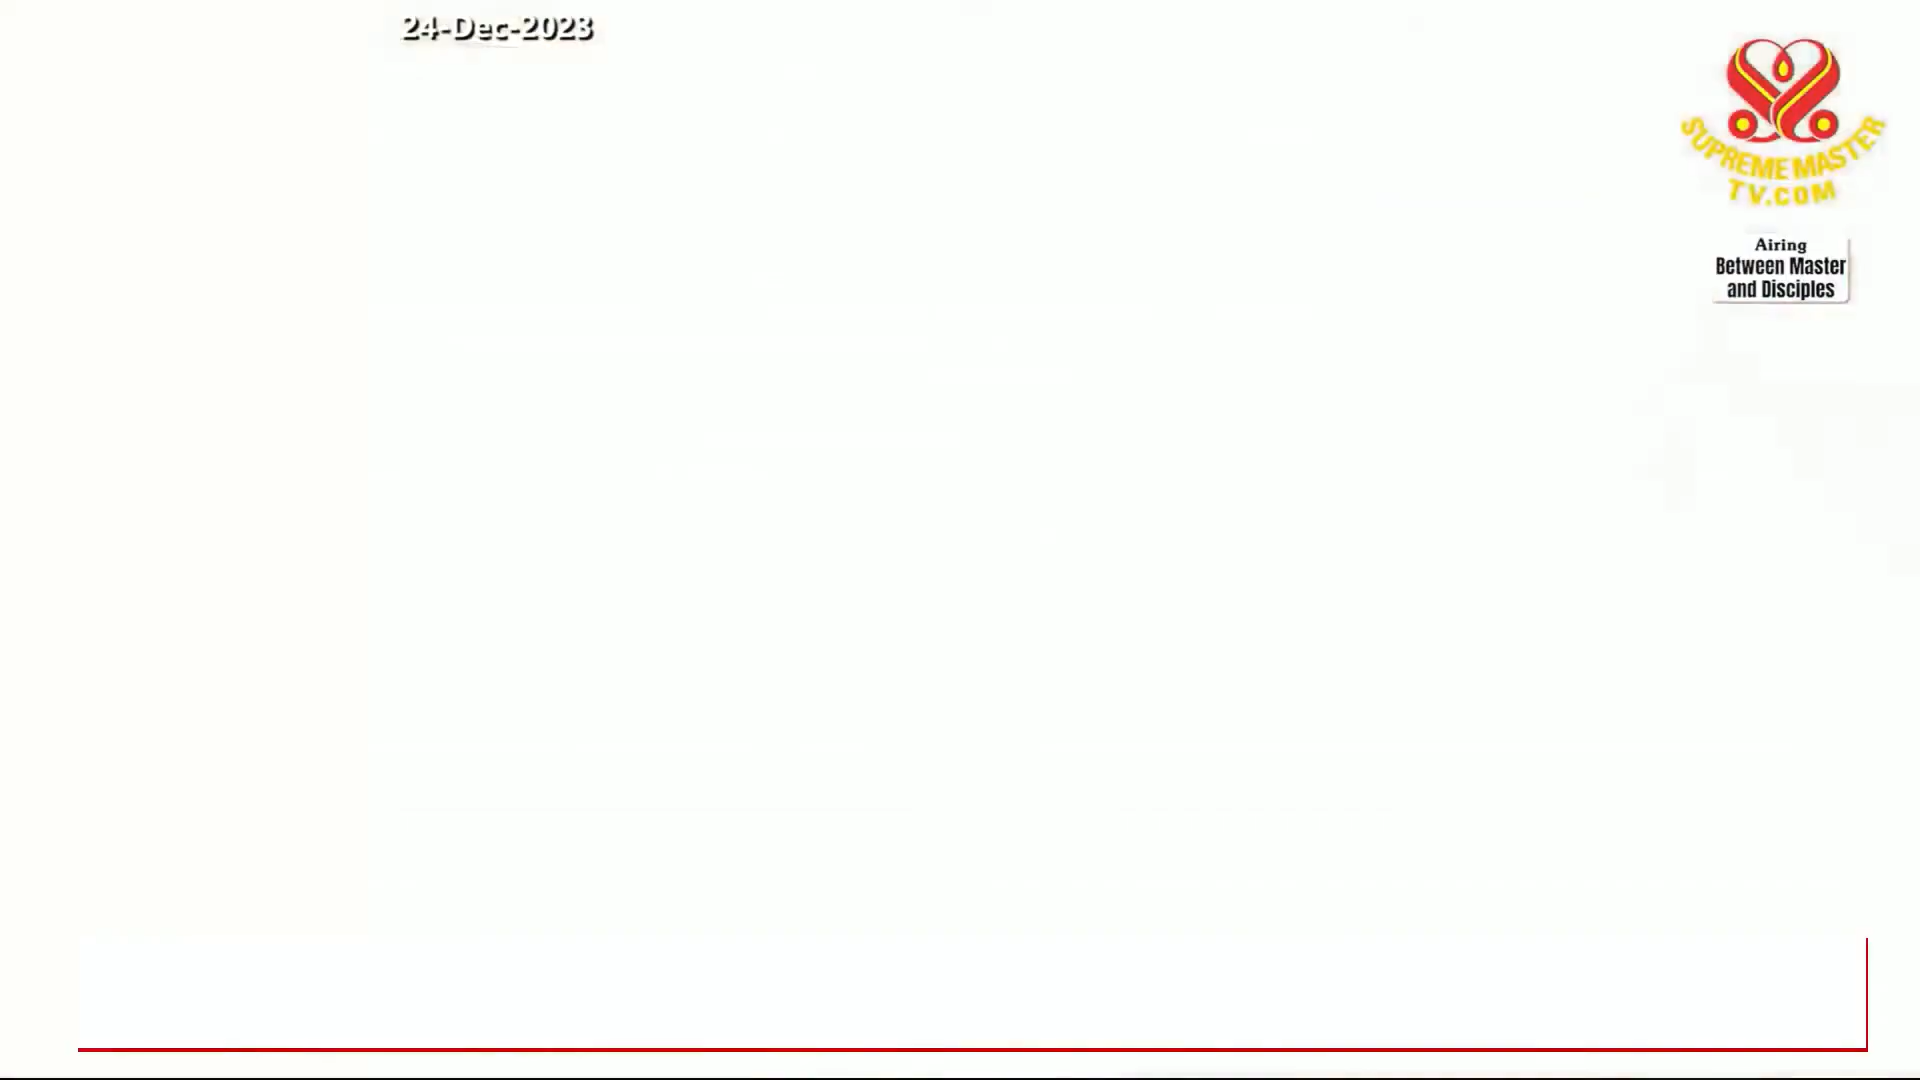 24-Dec-2023
SUPREME MASTER
TV.COM
Airing
Between Master
and Disciples